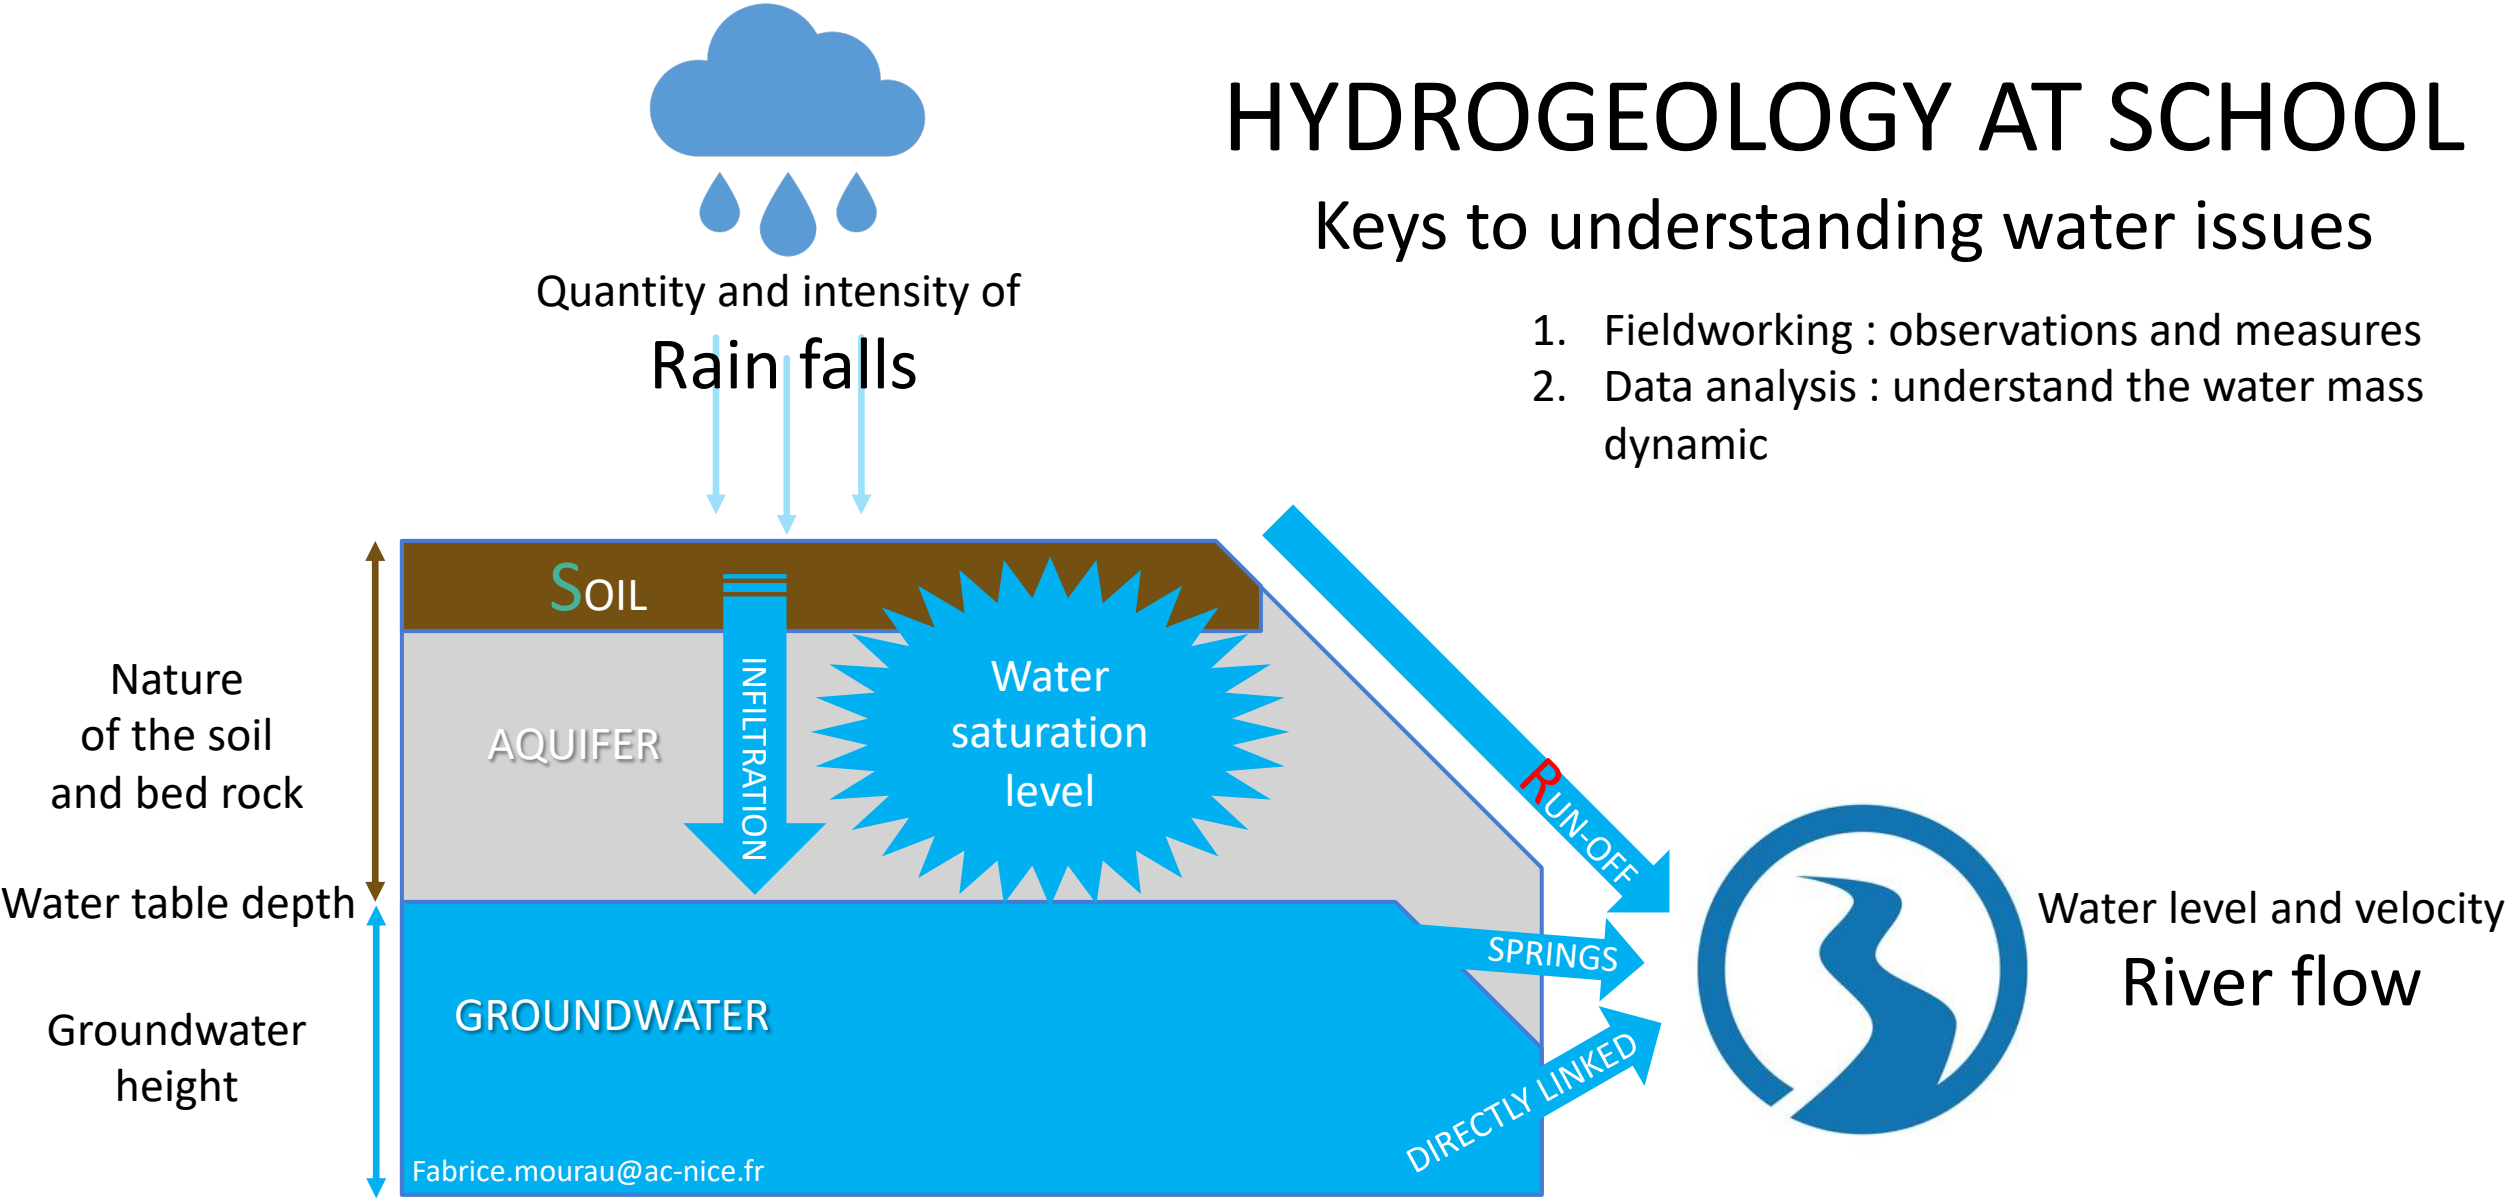 HYDROGEOLOGY AT SCHOOL
Keys to understanding water issues
1. Fieldworking : observations and measures
2. Data analysis : understand the water mass
dynamic
Quantity and intensity of
Rain falls
SOIL
INFILTRATION
AQUIFER
Water
saturation
level
RUN-OFF
Nature
of the soil
and bed rock
Water table depth
Groundwater
height
GROUNDWATER
SPRINGS
DIRECTLY LINKED
Water level and velocity
River flow
Fabrice.mourau@ac-nice.fr